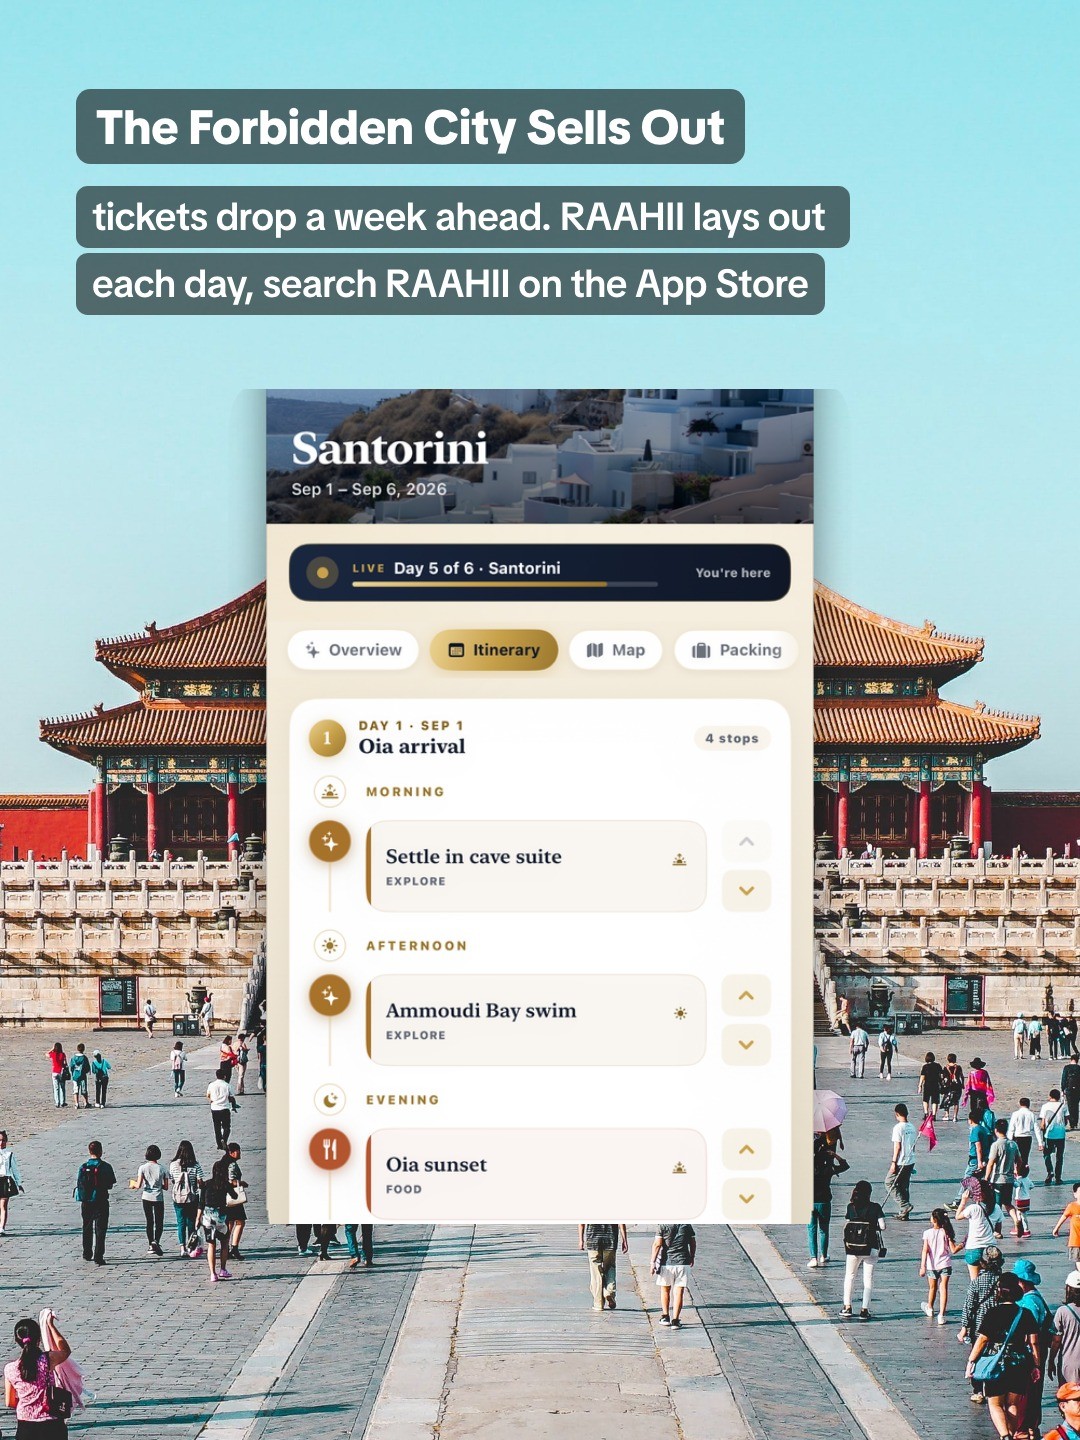 The Forbidden City Sells Out
tickets drop a week ahead. RAAHII lays out
each day, search RAAHII on the App Store
Santorini
Sep 1 – Sep 6, 2026
LIVE Day 5 of 6 · Santorini
You're here
Overview
Itinerary
Map
Packing
1
DAY 1 · SEP 1
Oia arrival
4 stops
MORNING
Settle in cave suite
EXPLORE
AFTERNOON
Ammoudi Bay swim
EXPLORE
EVENING
Oia sunset
FOOD